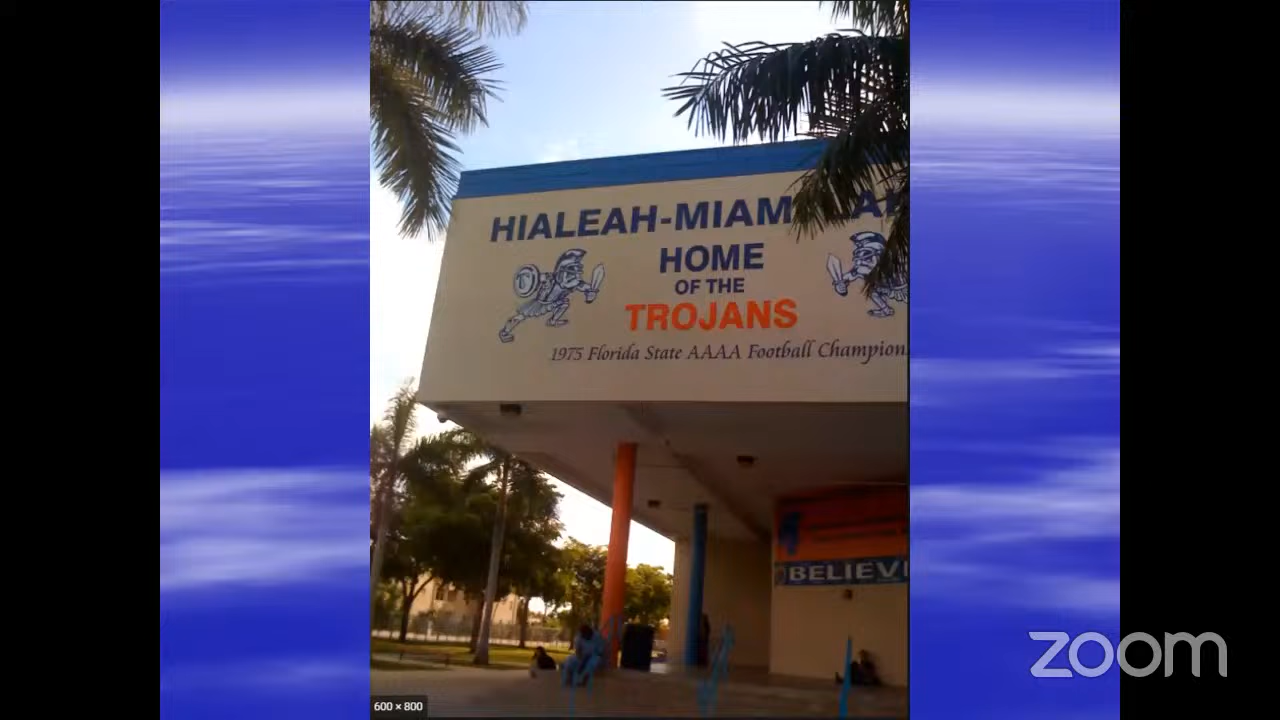 HIALEAH-MIAM
HOME
OF THE
TROJANS
1975 Florida State AAAA Football Champion
BELIEV
600 × 800
zoom